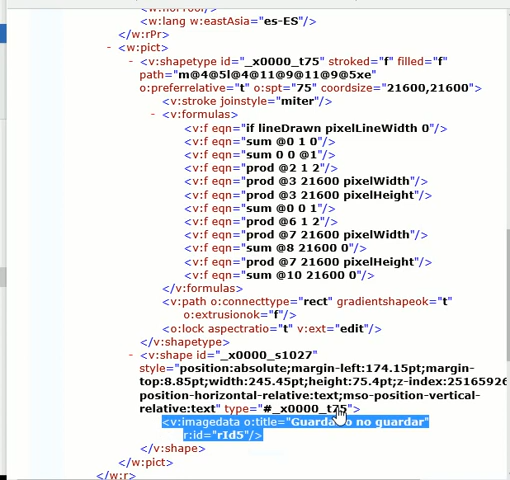 <w:lang w:eastAsia="es-ES"/>
</w:rPr>
- <w:pict>
- <v:shapetype id="_x0000_t75" stroked="f" filled="f"
path="m@4@5l@4@11@9@11@9@5xe"
o:preferrelative="t" o:spt="75" coordsize="21600,21600">
<v:stroke joinstyle="miter"/>
- <v:formulas>
<v:f eqn="if lineDrawn pixelLineWidth 0"/>
<v:f eqn="sum @0 1 0"/>
<v:f eqn="sum 0 0 @1"/>
<v:f eqn="prod @2 1 2"/>
<v:f eqn="prod @3 21600 pixelWidth"/>
<v:f eqn="prod @3 21600 pixelHeight"/>
<v:f eqn="sum @0 0 1"/>
<v:f eqn="prod @6 1 2"/>
<v:f eqn="prod @7 21600 pixelWidth"/>
<v:f eqn="sum @8 21600 0"/>
<v:f eqn="prod @7 21600 pixelHeight"/>
<v:f eqn="sum @10 21600 0"/>
</v:formulas>
<v:path o:connecttype="rect" gradientshapeok="t"
o:extrusionok="f"/>
<o:lock aspectratio="t" v:ext="edit"/>
</v:shapetype>
- <v:shape id="_x0000_s1027"
style="position:absolute;margin-left:174.15pt;margin-
top:8.85pt;width:245.45pt;height:75.4pt;z-index:25165926
position-horizontal-relative:text;mso-position-vertical-
relative:text" type="#_x0000_t75">
<v:imagedata o:title="Guarda o no guardar"
r:id="rId5"/>
</v:shape>
</w:pict>
</w:r>